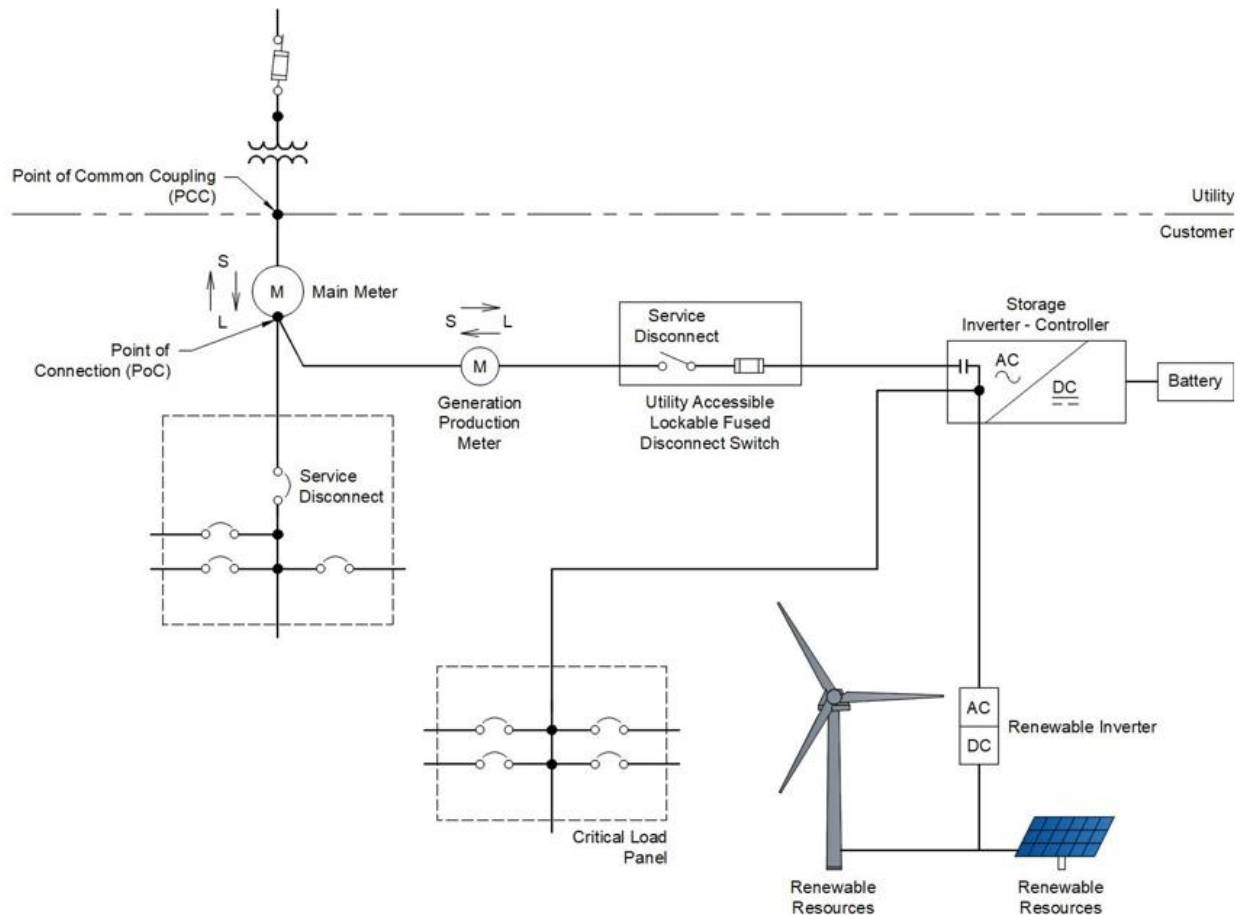 Point of Common Coupling
(PCC)
Utility
Customer
S
L
M
Main Meter
Point of
Connection (PoC)
S
L
M
Generation
Production
Meter
Service
Disconnect
Utility Accessible
Lockable Fused
Disconnect Switch
Storage
Inverter - Controller
AC
DC
Battery
Service
Disconnect
Critical Load
Panel
AC
DC
Renewable Inverter
Renewable
Resources
Renewable
Resources